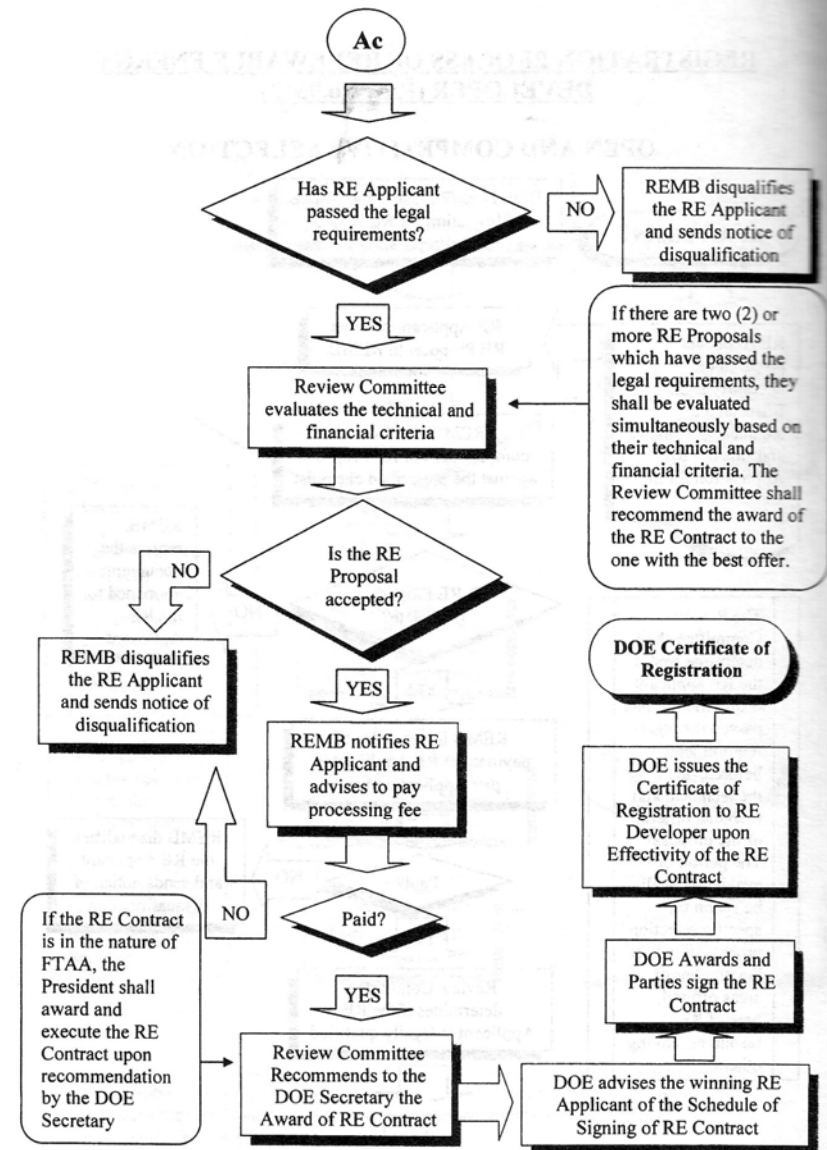 Ac
Has RE Applicant
passed the legal
requirements?
NO
REMB disqualifies
the RE Applicant
and sends notice of
disqualification
YES
If there are two (2) or
more RE Proposals
which have passed the
legal requirements, they
shall be evaluated
simultaneously based on
their technical and
financial criteria. The
Review Committee shall
recommend the award of
the RE Contract to the
one with the best offer.
Review Committee
evaluates the technical and
financial criteria
Is the RE
Proposal
accepted?
NO
REMB disqualifies
the RE Applicant
and sends notice of
disqualification
YES
REMB notifies RE
Applicant and
advises to pay
processing fee
Paid?
NO
YES
If the RE Contract
is in the nature of
FTAA, the
President shall
award and
execute the RE
Contract upon
recommendation
by the DOE
Secretary
Review Committee
Recommends to the
DOE Secretary the
Award of RE Contract
DOE advises the winning RE
Applicant of the Schedule of
Signing of RE Contract
DOE Awards and
Parties sign the RE
Contract
DOE issues the
Certificate of
Registration to RE
Developer upon
Effectivity of the RE
Contract
DOE Certificate of
Registration